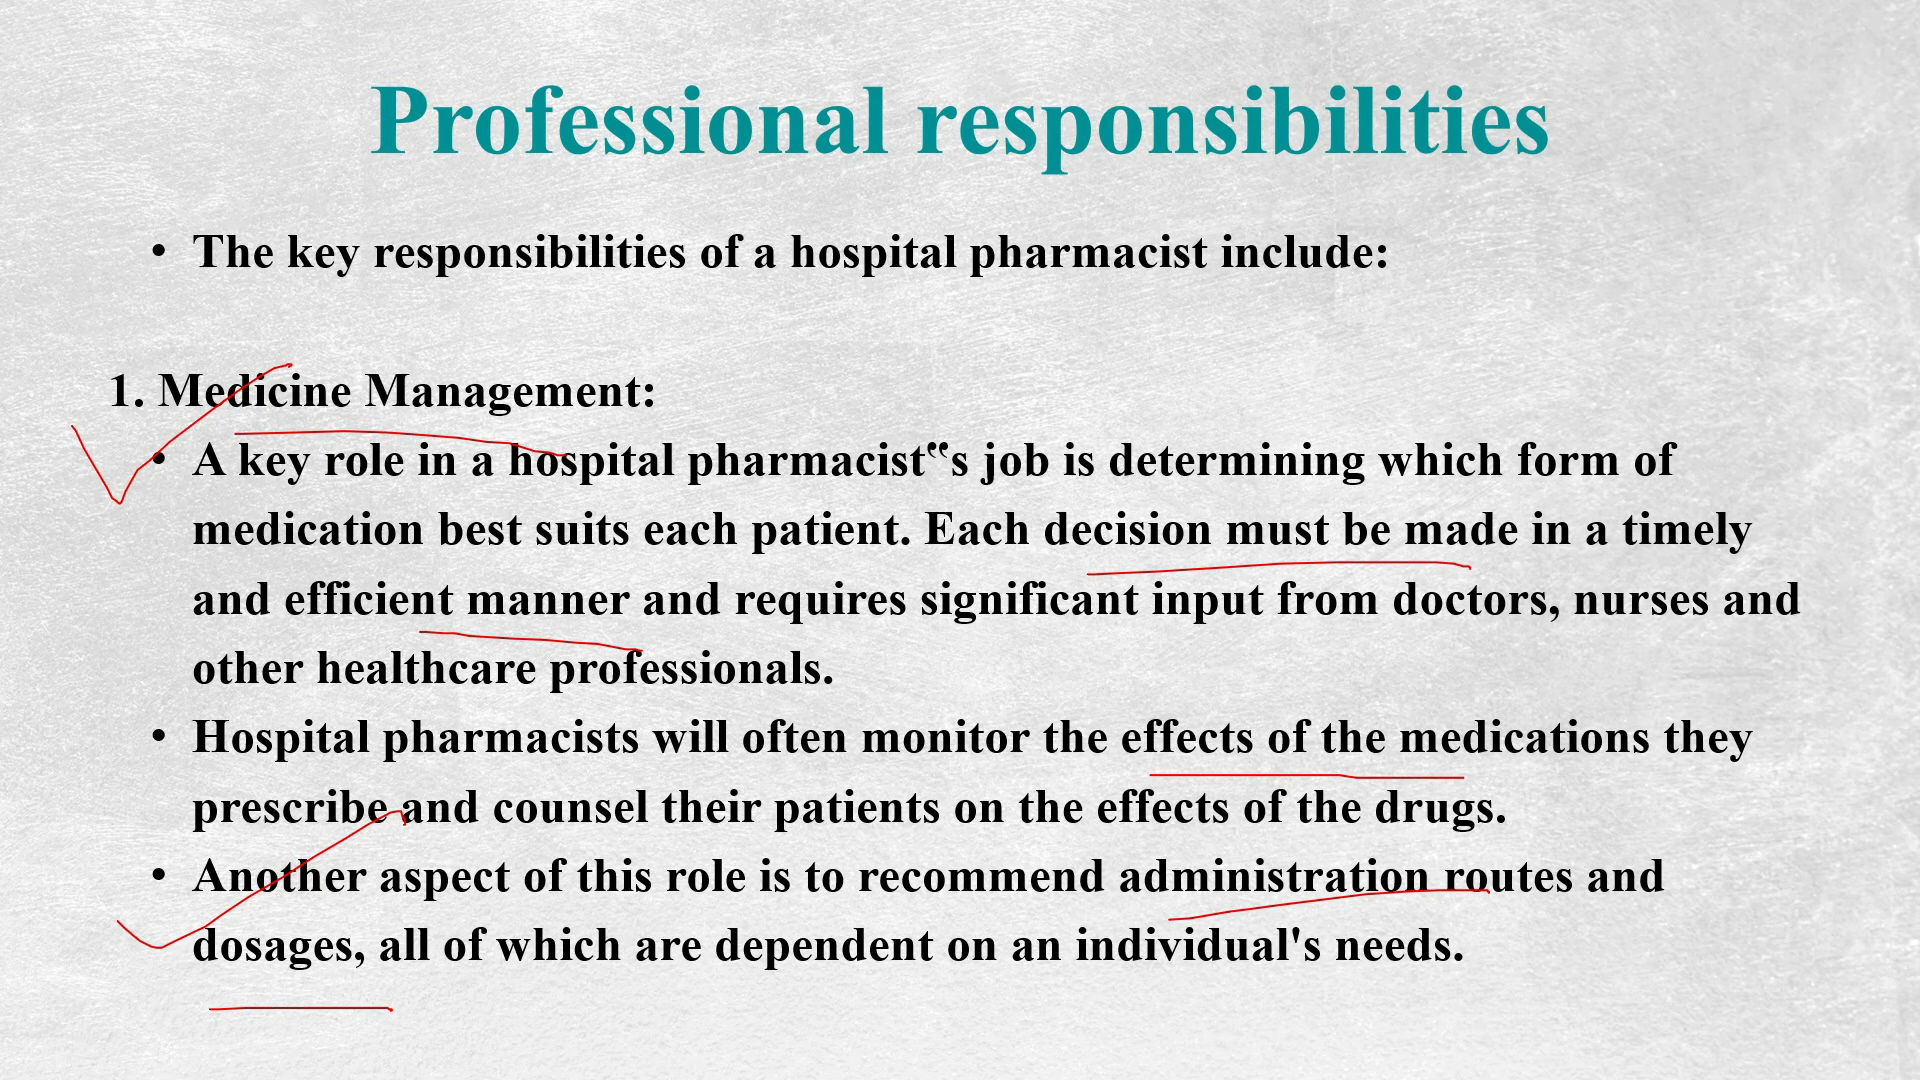 Professional responsibilities
• The key responsibilities of a hospital pharmacist include:
1. Medicine Management:
• A key role in a hospital pharmacist‟s job is determining which form of
medication best suits each patient. Each decision must be made in a timely
and efficient manner and requires significant input from doctors, nurses and
other healthcare professionals.
• Hospital pharmacists will often monitor the effects of the medications they
prescribe and counsel their patients on the effects of the drugs.
• Another aspect of this role is to recommend administration routes and
dosages, all of which are dependent on an individual's needs.